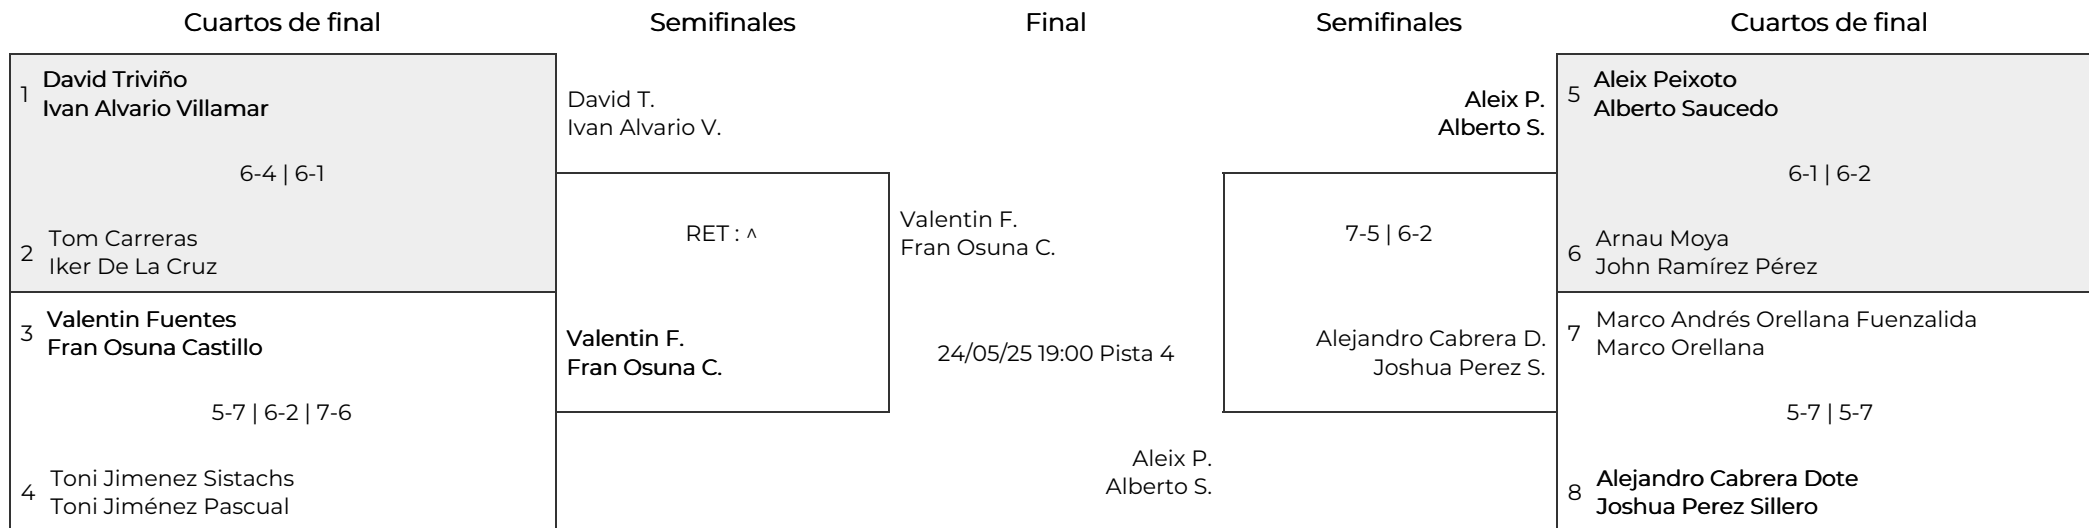 Cuartos de final
Semifinales
Final
Semifinales
Cuartos de final
1
David Triviño
Ivan Alvario Villamar
6-4 | 6-1
2
Tom Carreras
Iker De La Cruz
3
Valentin Fuentes
Fran Osuna Castillo
5-7 | 6-2 | 7-6
4
Toni Jimenez Sistachs
Toni Jiménez Pascual
David T.
Ivan Alvario V.
RET : ^
Valentin F.
Fran Osuna C.
Valentin F.
Fran Osuna C.
24/05/25 19:00 Pista 4
Aleix P.
Alberto S.
Aleix P.
Alberto S.
7-5 | 6-2
Alejandro Cabrera D.
Joshua Perez S.
5
Aleix Peixoto
Alberto Saucedo
6-1 | 6-2
6
Arnau Moya
John Ramírez Pérez
7
Marco Andrés Orellana Fuenzalida
Marco Orellana
5-7 | 5-7
8
Alejandro Cabrera Dote
Joshua Perez Sillero